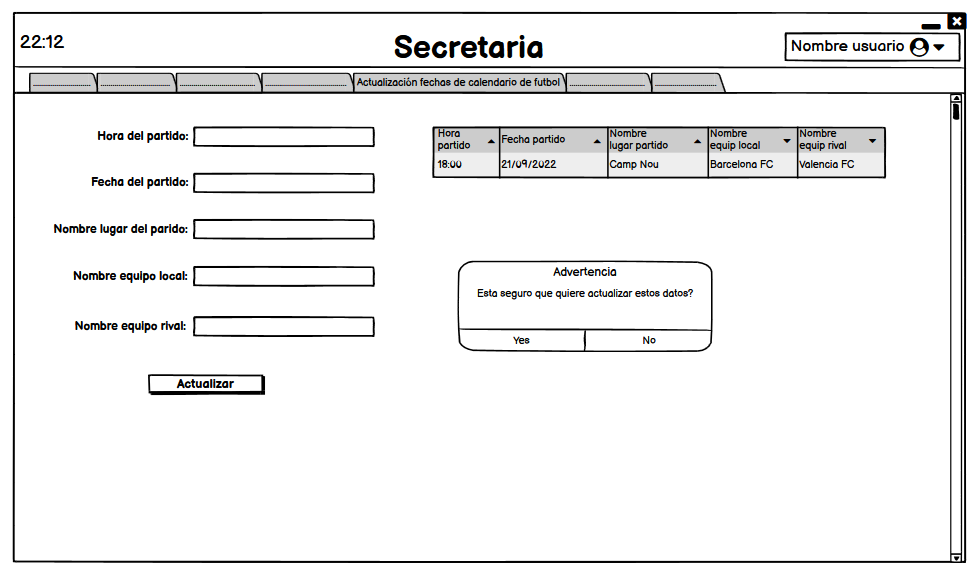 22:12
Secretaria
Nombre usuario
Actualización fechas de calendario de futbol
Hora del partido:
Fecha del partido:
Nombre lugar del parido:
Nombre equipo local:
Nombre equipo rival:
Actualizar
Hora partido
Fecha partido
Nombre lugar partido
Nombre equip local
Nombre equip rival
18:00
21/09/2022
Camp Nou
Barcelona FC
Valencia FC
Advertencia
Esta seguro que quiere actualizar estos datos?
Yes
No